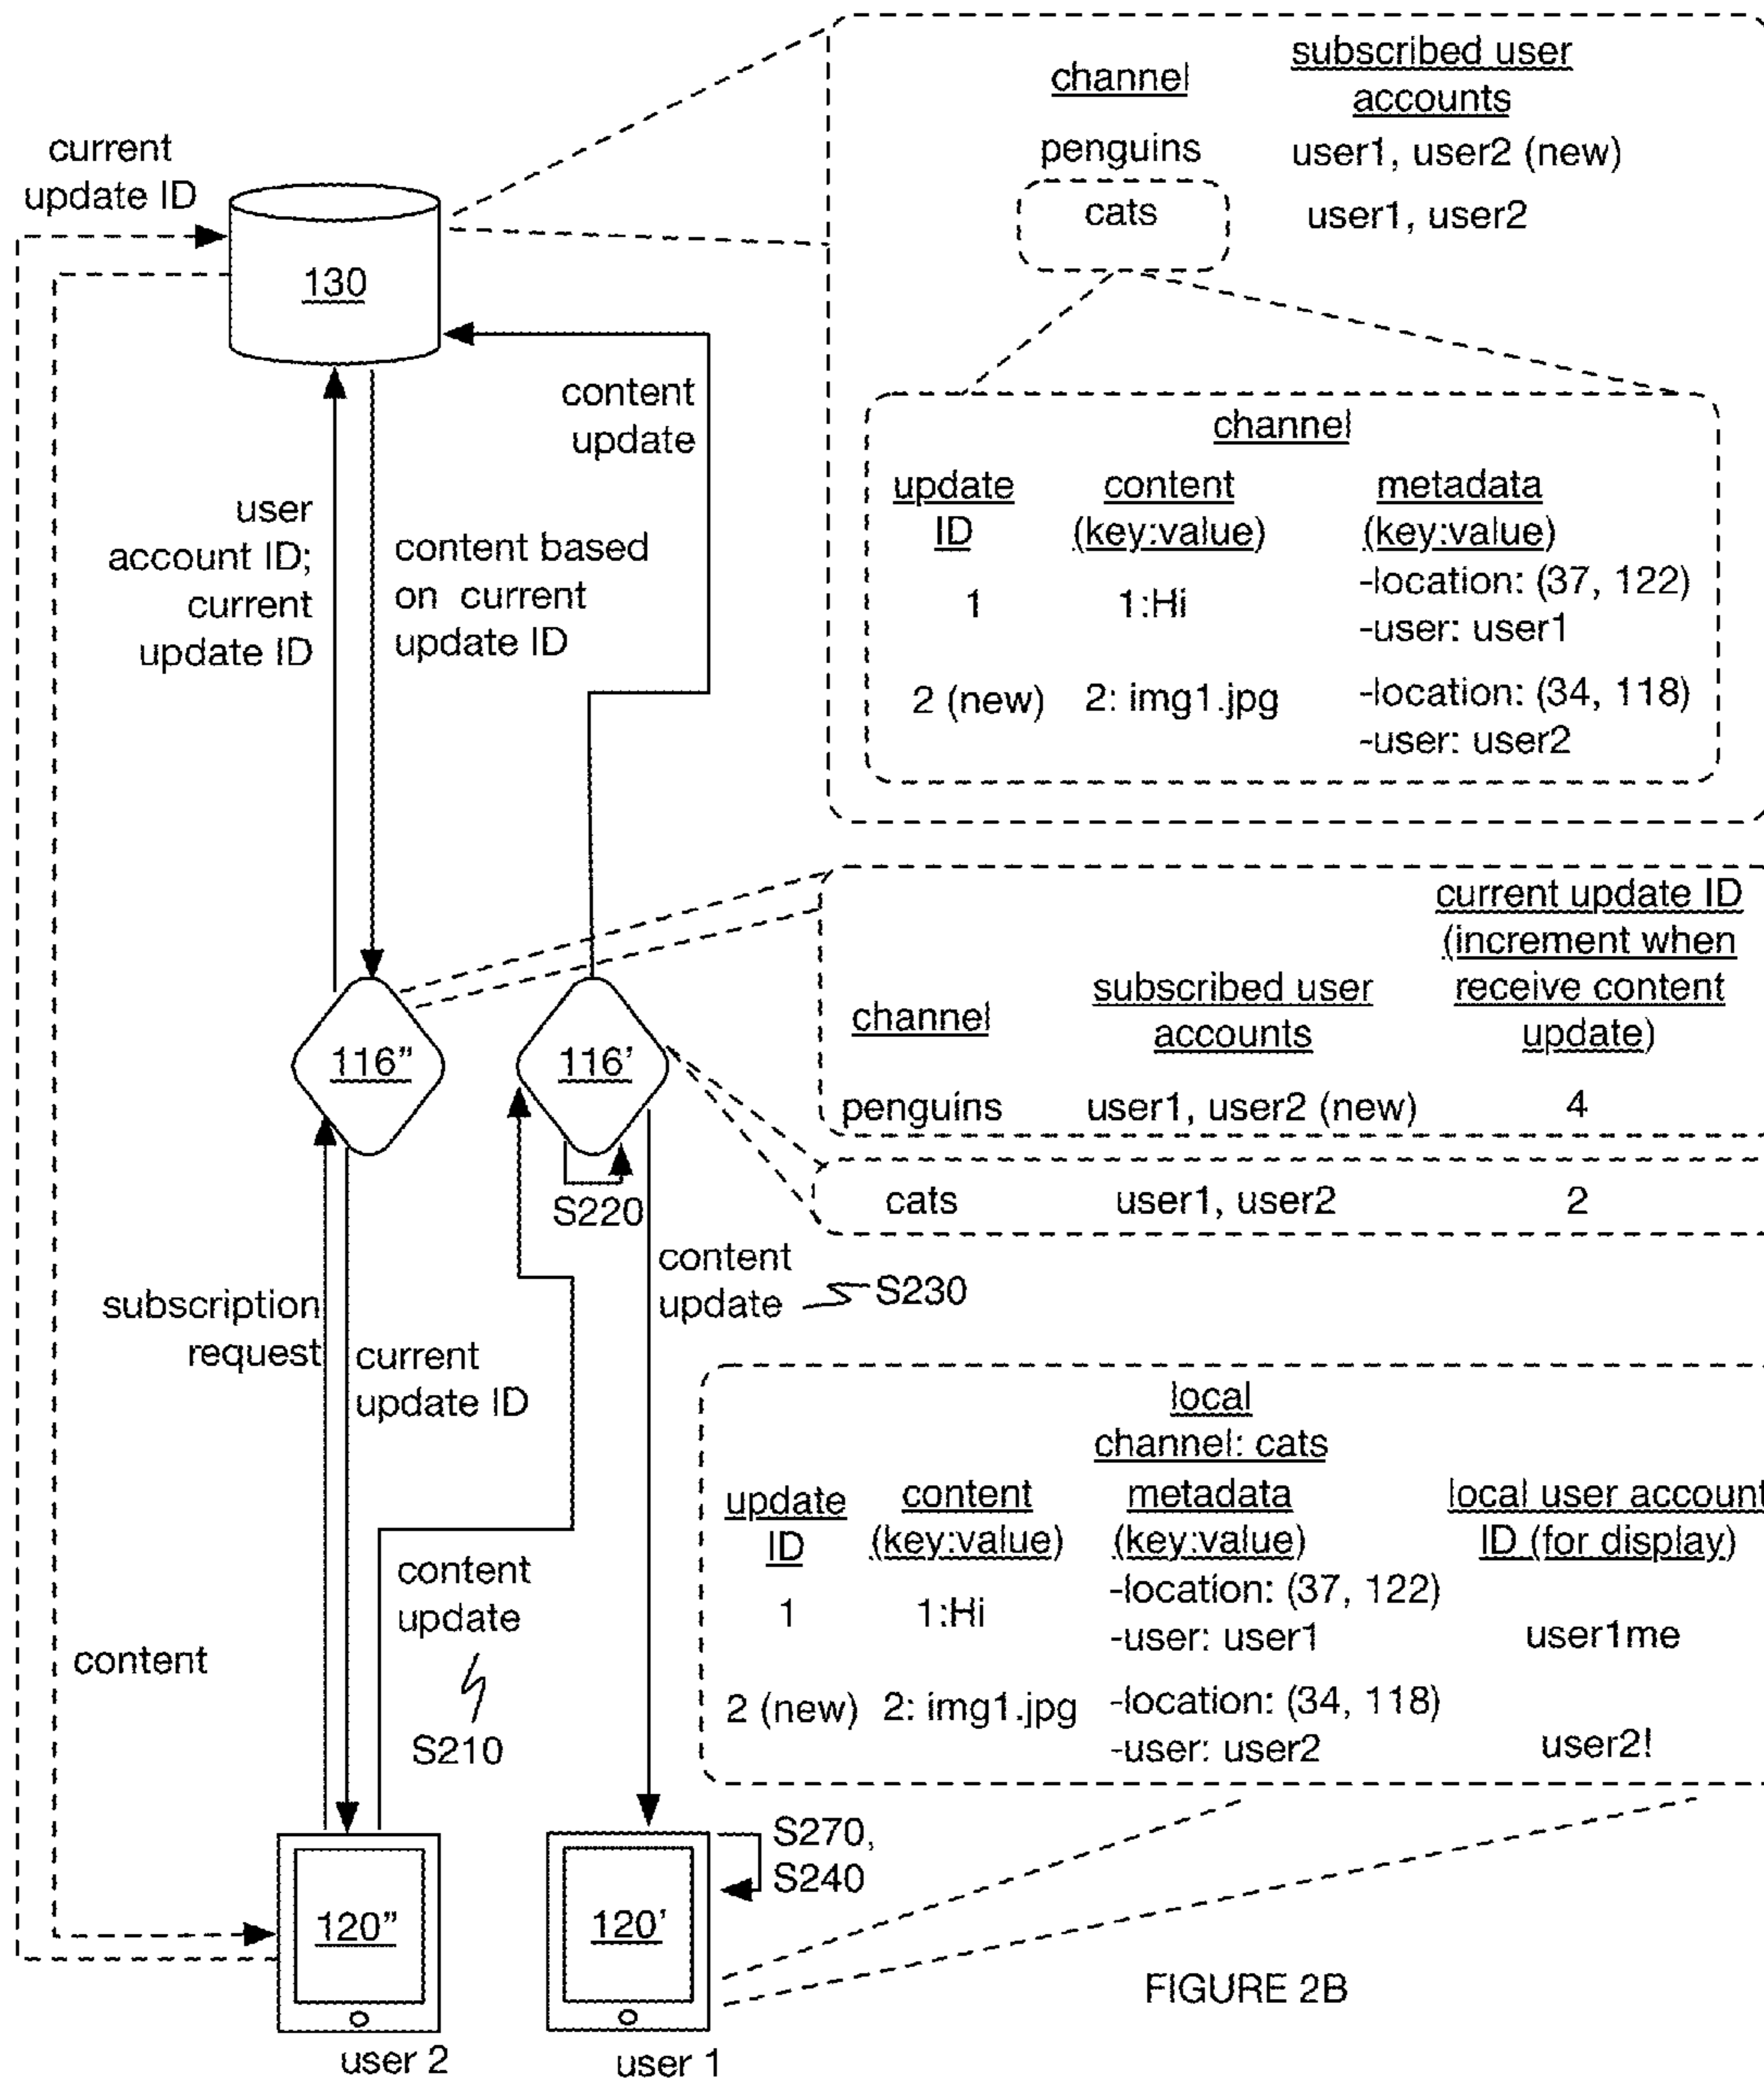 current
update ID
130
channel
subscribed user
accounts
penguins
user1, user2 (new)
cats
user1, user2
channel
update
ID
content
(key:value)
metadata
(key:value)
1
1:Hi
-location: (37, 122)
-user: user1
2 (new)
2: img1.jpg
-location: (34, 118)
-user: user2
content
update
user
account ID;
current
update ID
content based
on current
update ID
116”
116’
channel
subscribed user
accounts
current update ID
(increment when
receive content
update)
penguins
user1, user2 (new)
4
cats
user1, user2
2
S220
content
update
S230
subscription
request
current
update ID
content
update
S210
content
local
channel: cats
update
ID
content
(key:value)
metadata
(key:value)
local user account
ID (for display)
1
1:Hi
-location: (37, 122)
-user: user1
user1me
2 (new)
2: img1.jpg
-location: (34, 118)
-user: user2
user2!
S270,
S240
120”
120’
user 2
user 1
FIGURE 2B